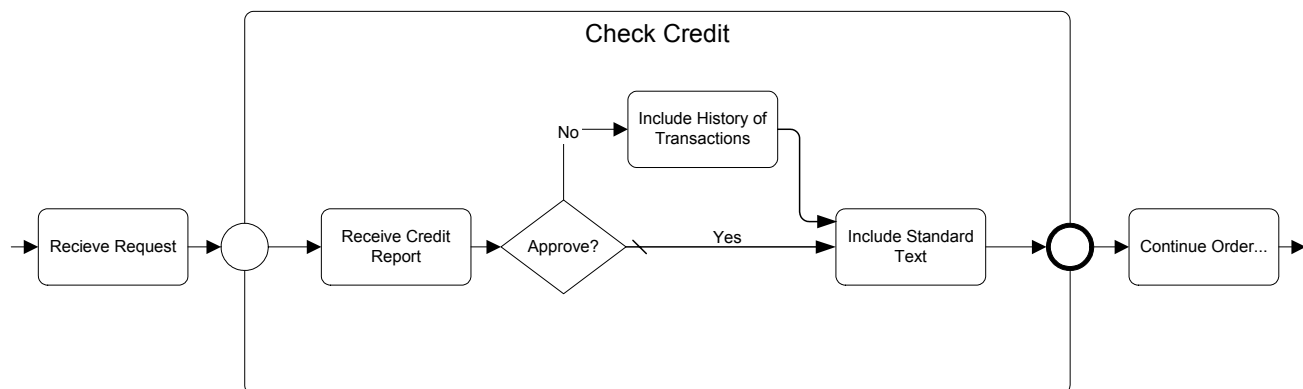 Check Credit
Include History of
Transactions
No
Recieve Request
Receive Credit
Report
Approve?
Yes
Include Standard
Text
Continue Order...